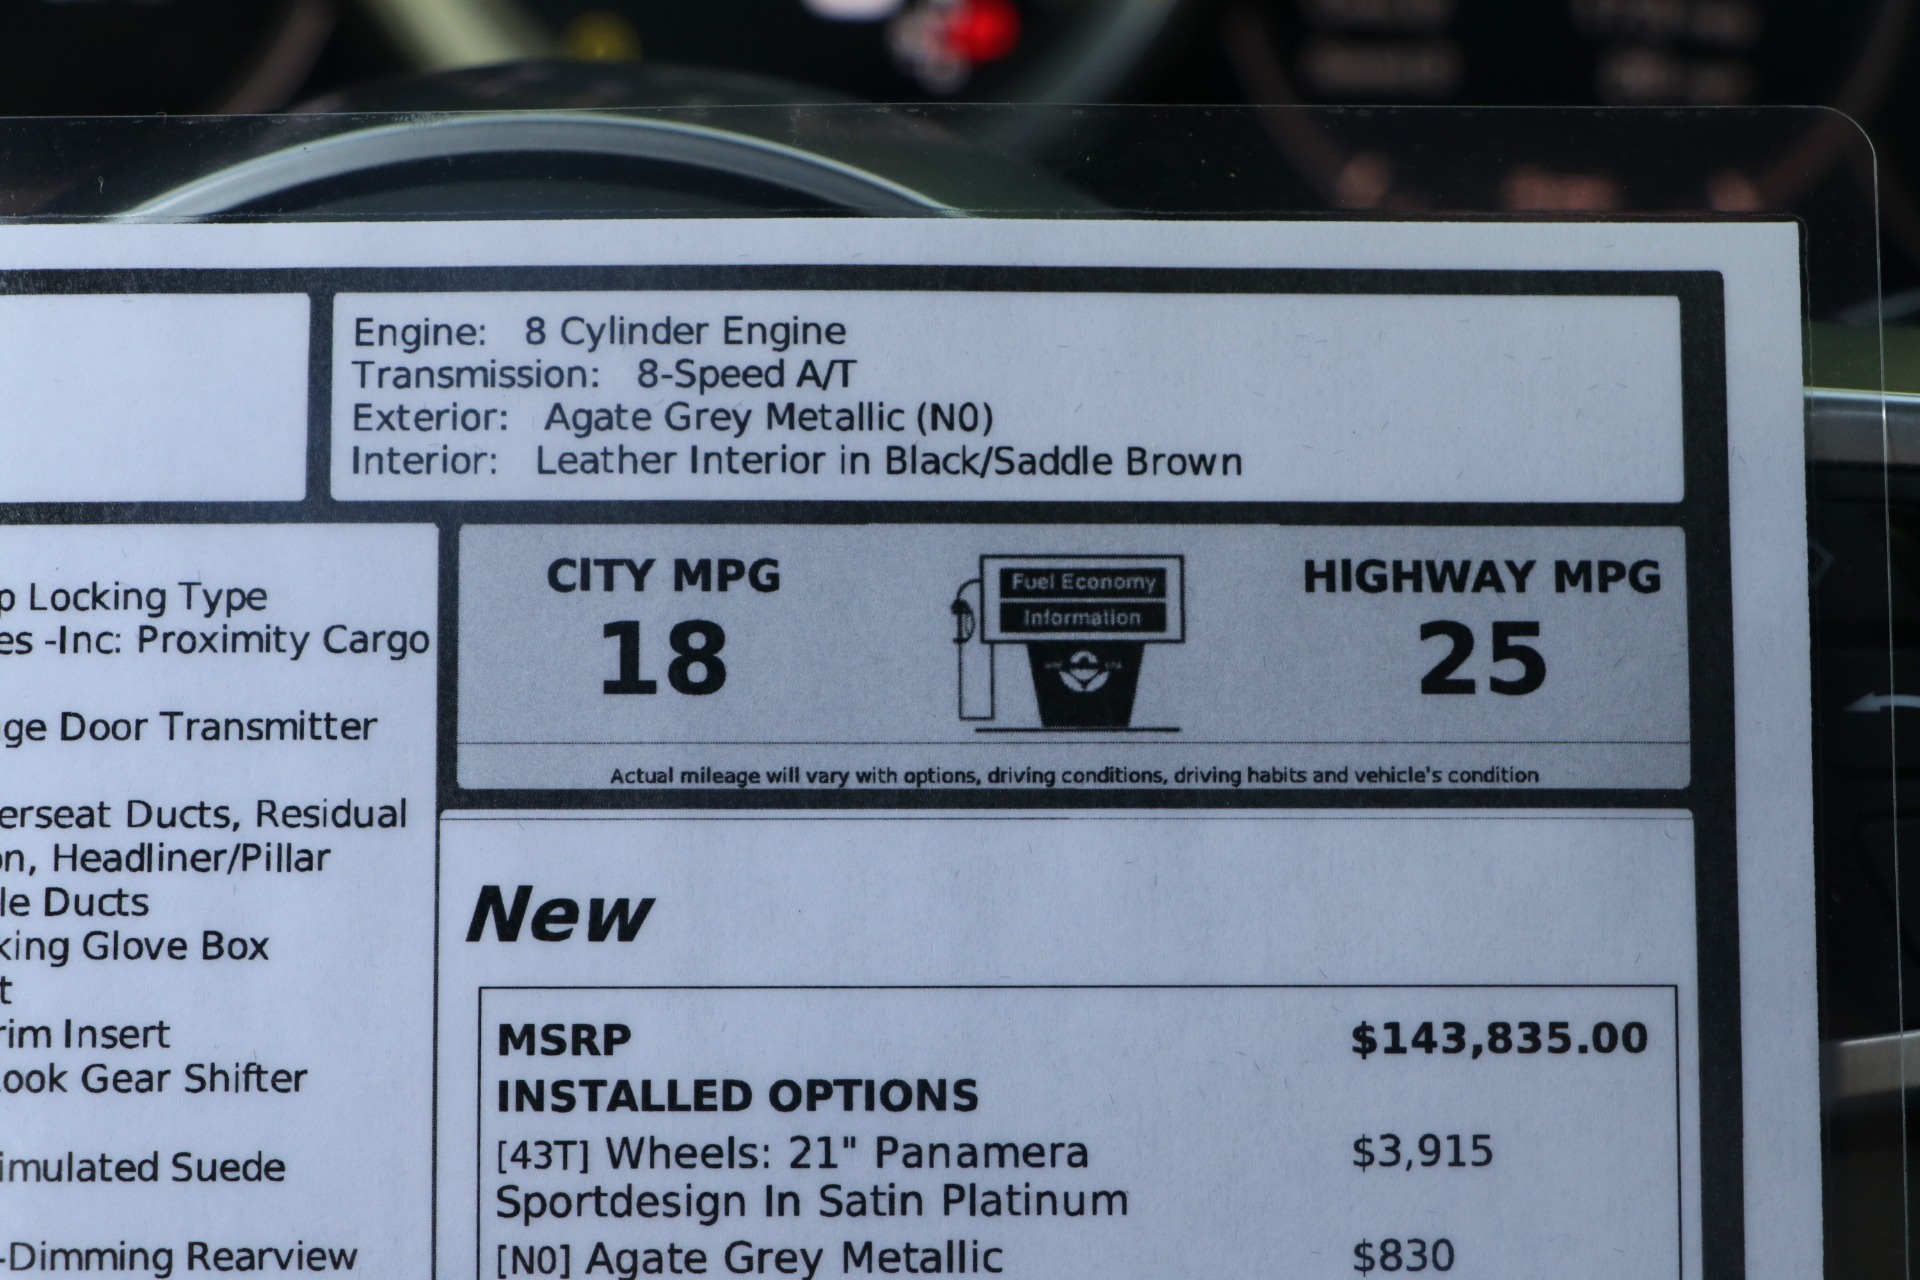 Engine: 8 Cylinder Engine
Transmission: 8-Speed A/T
Exterior: Agate Grey Metallic (N0)
Interior: Leather Interior in Black/Saddle Brown
p Locking Type
es -Inc: Proximity Cargo
ge Door Transmitter
erseat Ducts, Residual
on, Headliner/Pillar
le Ducts
king Glove Box
t
rim Insert
Look Gear Shifter
imulated Suede
-Dimming Rearview
CITY MPG
18
Fuel Economy
Information
HIGHWAY MPG
25
Actual mileage will vary with options, driving conditions, driving habits and vehicle's condition
New
MSRP $143,835.00
INSTALLED OPTIONS
[43T] Wheels: 21" Panamera $3,915
Sportdesign In Satin Platinum
[N0] Agate Grey Metallic $830